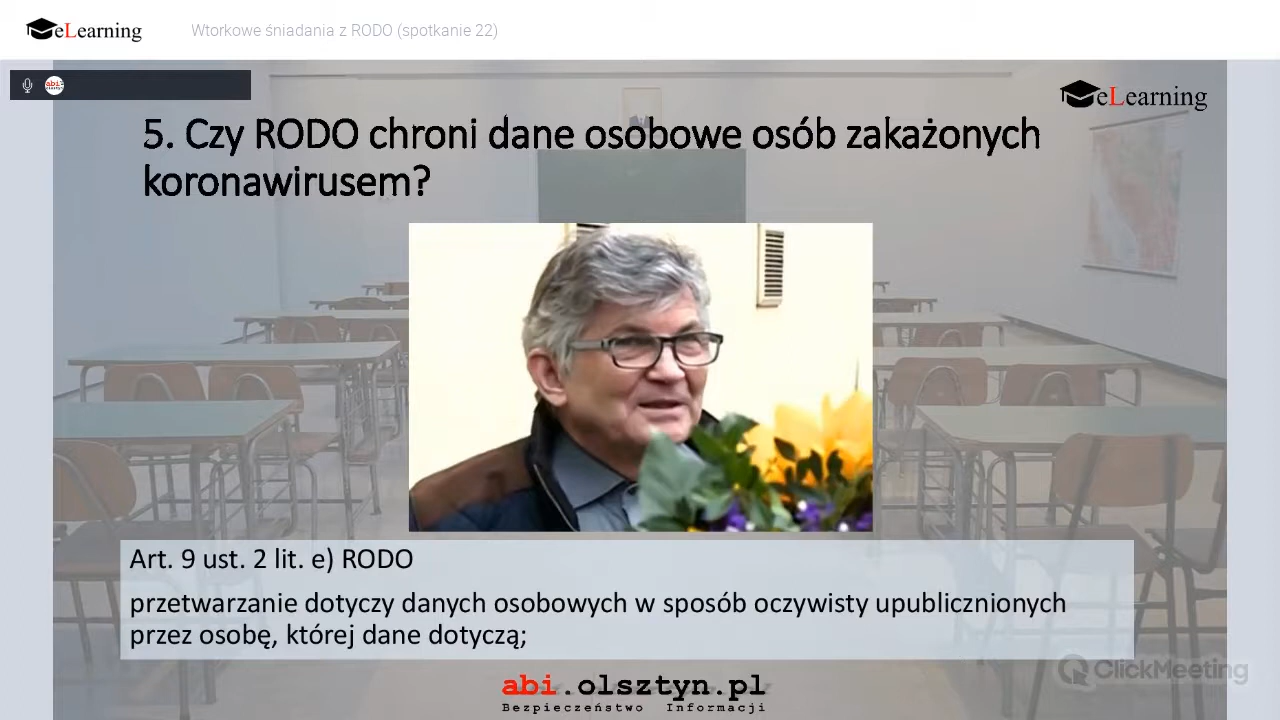 eLearning
Wtorkowe śniadania z RODO (spotkanie 22)
abi
eLearning
5. Czy RODO chroni dane osobowe osób zakażonych
koronawirusem?
Art. 9 ust. 2 lit. e) RODO
przetwarzanie dotyczy danych osobowych w sposób oczywisty upublicznionych
przez osobę, której dane dotyczą;
ClickMeeting
abi.olsztyn.pl
Bezpieczeństwo Informacji